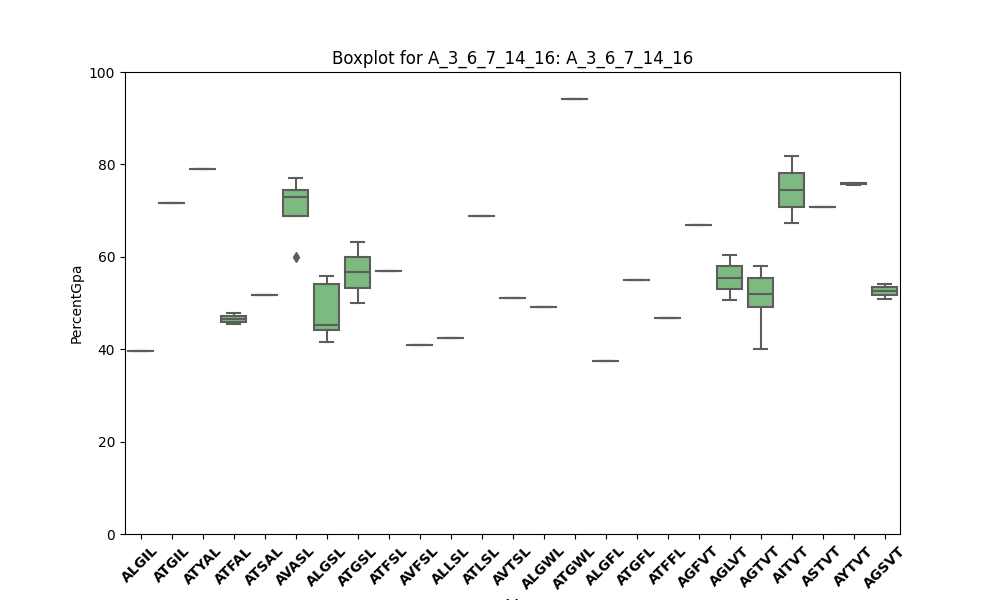 Boxplot for A_3_6_7_14_16: A_3_6_7_14_16
100
80
60
40
20
0
PercentGpa
ALGIL
ATGIL
ATYAL
ATFAL
ATSAL
AVASL
ALGSL
ATGSL
ATFSL
AVFSL
ALLSL
ATLSL
AVTSL
ALGWL
ATGWL
ALGFL
ATGFL
ATFFL
AGFVT
AGLVT
AGTVT
AITVT
ASTVT
AYTVT
AGSVT